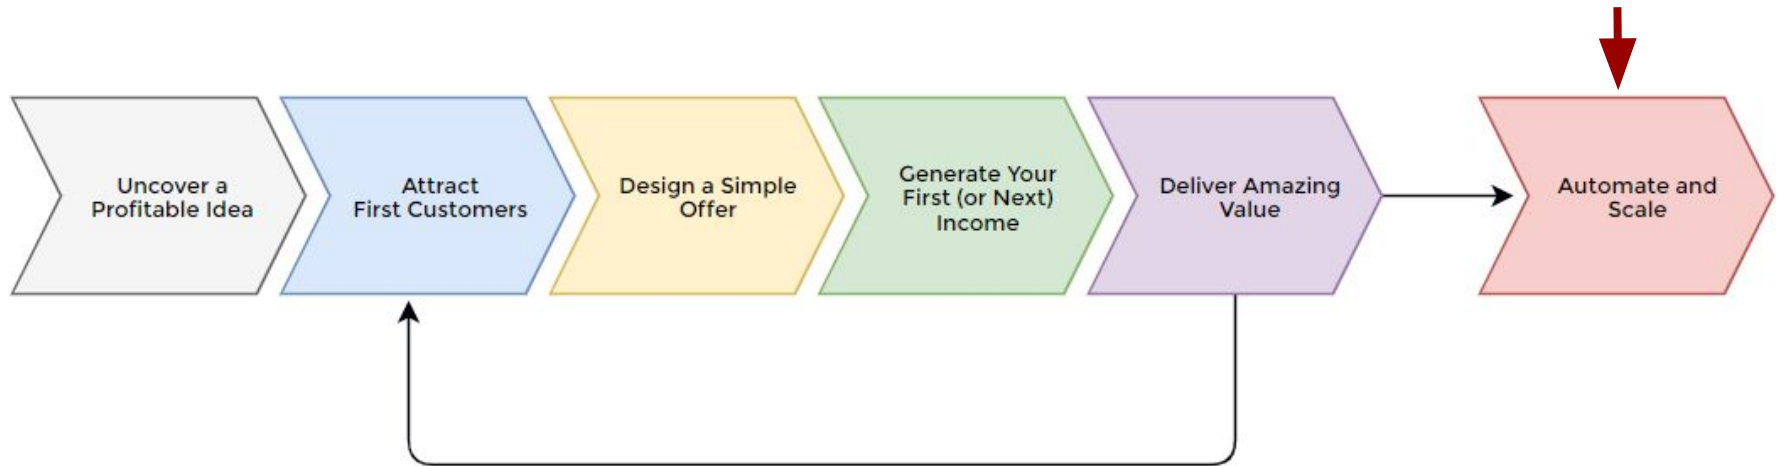 Uncover a
Profitable Idea
Attract
First Customers
Design a Simple
Offer
Generate Your
First (or Next)
Income
Deliver Amazing
Value
Automate and
Scale